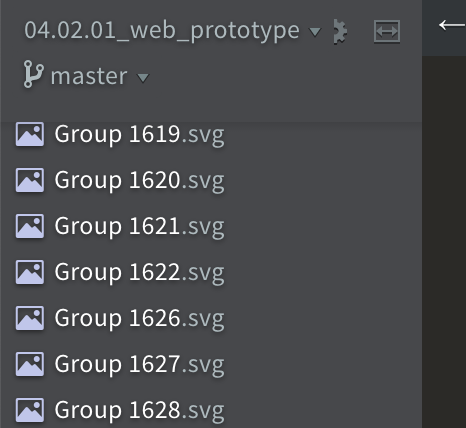 04.02.01_web_prototype
master
Group 1619.svg
Group 1620.svg
Group 1621.svg
Group 1622.svg
Group 1626.svg
Group 1627.svg
Group 1628.svg